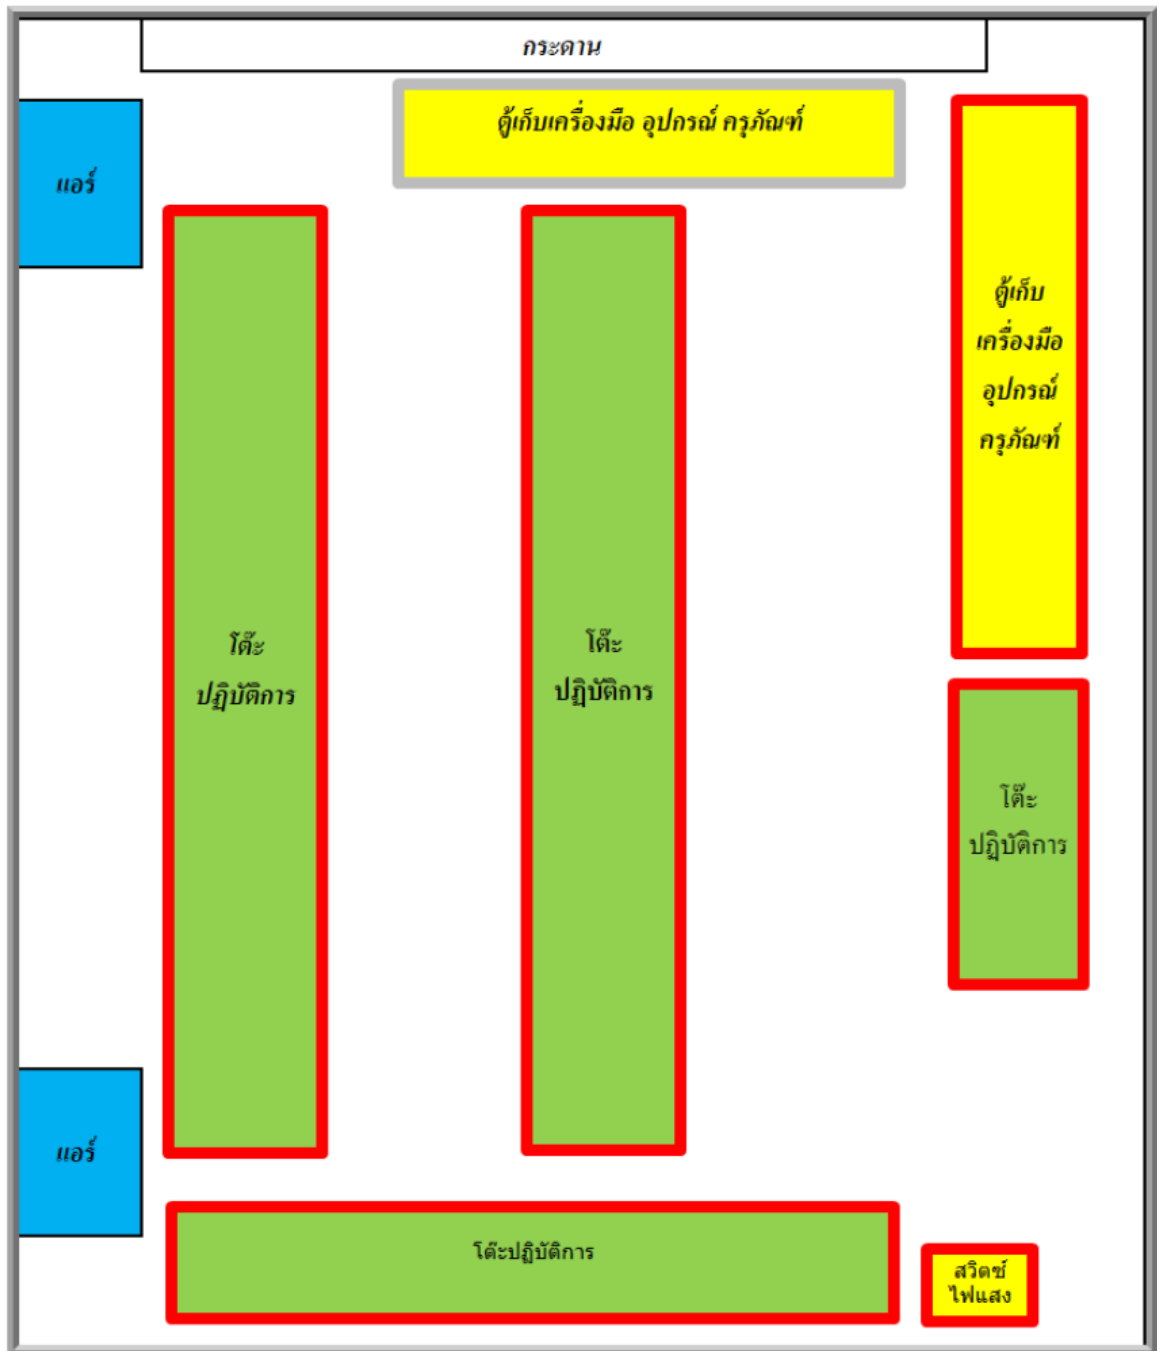 กระดาน
ตู้เก็บเครื่องมือ อุปกรณ์ ครุภัณฑ์
แอร์
ตู้เก็บ
เครื่องมือ
อุปกรณ์
ครุภัณฑ์
โต๊ะ
ปฏิบัติการ
โต๊ะ
ปฏิบัติการ
โต๊ะ
ปฏิบัติการ
แอร์
โต๊ะปฏิบัติการ
สวิตซ์
ไฟแสง